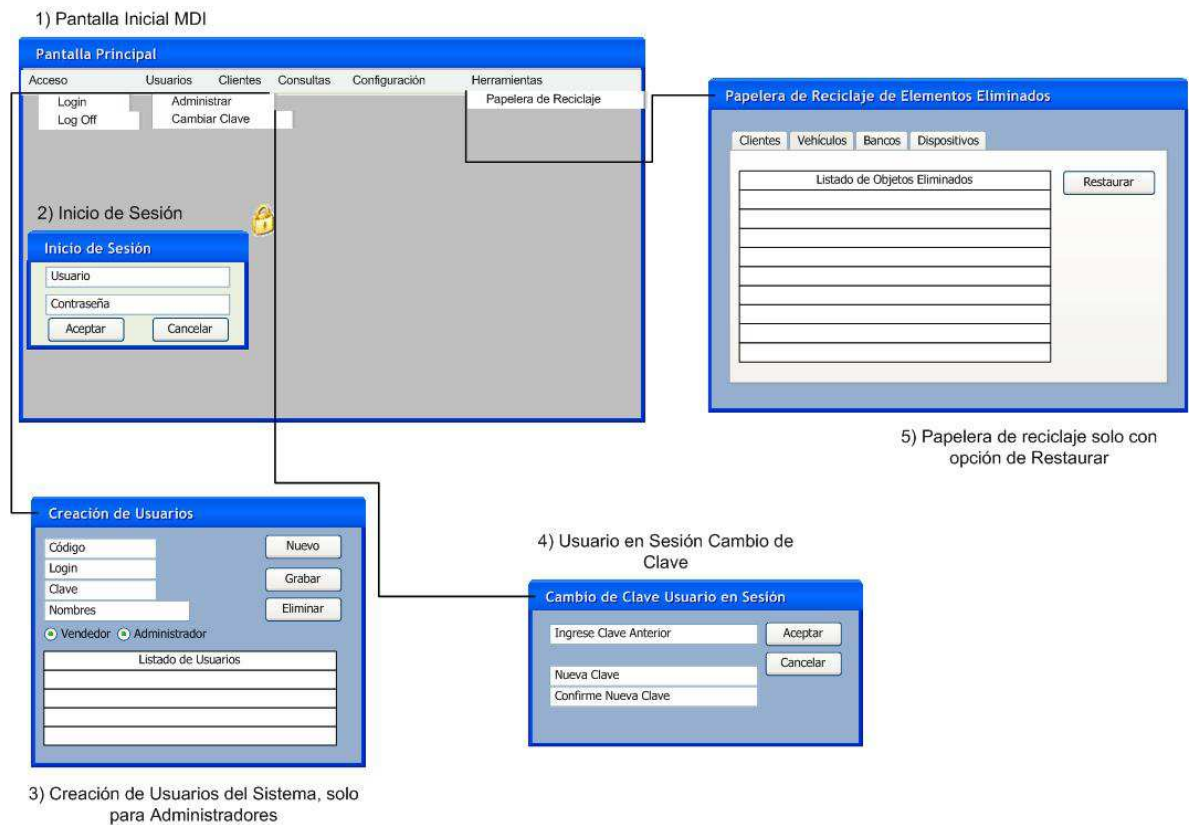 1) Pantalla Inicial MDI
Pantalla Principal
Acceso Usuarios Clientes Consultas Configuración Herramientas
Login Administrar Papelera de Reciclaje
Log Off Cambiar Clave
2) Inicio de Sesión
Inicio de Sesión
Usuario
Contraseña
Aceptar Cancelar
Papelera de Reciclaje de Elementos Eliminados
Clientes Vehículos Bancos Dispositivos
Listado de Objetos Eliminados Restaurar
5) Papelera de reciclaje solo con
opción de Restaurar
Creación de Usuarios
Código Nuevo
Login
Clave Grabar
Nombres Eliminar
Vendedor Administrador
Listado de Usuarios
3) Creación de Usuarios del Sistema, solo
para Administradores
4) Usuario en Sesión Cambio de
Clave
Cambio de Clave Usuario en Sesión
Ingrese Clave Anterior Aceptar
Cancelar
Nueva Clave
Confirme Nueva Clave